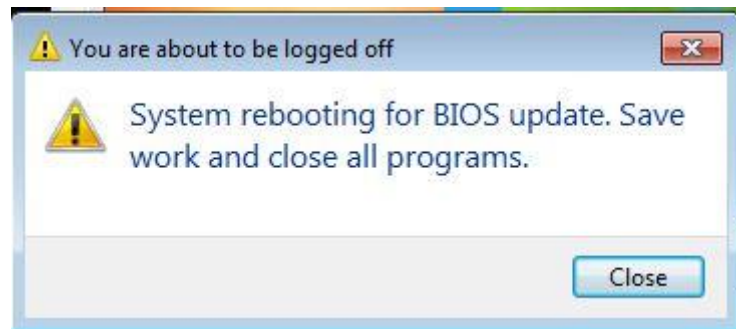 You are about to be logged off
System rebooting for BIOS update. Save
work and close all programs.
Close